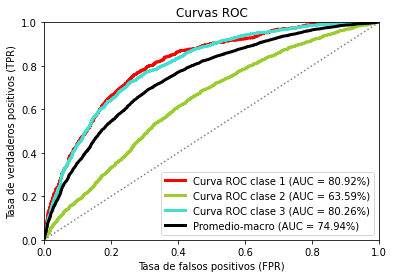 Curvas ROC
Tasa de verdaderos positivos (TPR)
1.0
0.8
0.6
0.4
0.2
0.0
0.0 0.2 0.4 0.6 0.8 1.0
Tasa de falsos positivos (FPR)
Curva ROC clase 1 (AUC = 80.92%)
Curva ROC clase 2 (AUC = 63.59%)
Curva ROC clase 3 (AUC = 80.26%)
Promedio-macro (AUC = 74.94%)